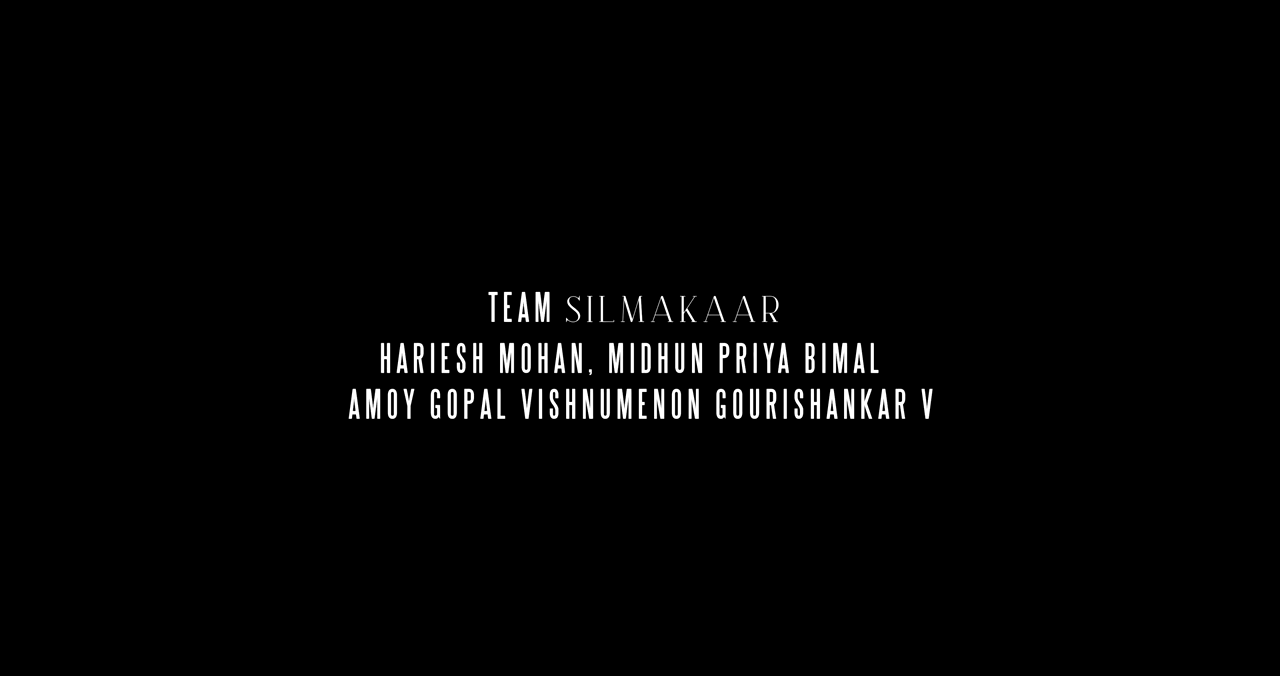 TEAM SILMAKAAR
HARIESH MOHAN, MIDHUN PRIYA BIMAL
AMOY GOPAL VISHNUMENON GOURISHANKAR V